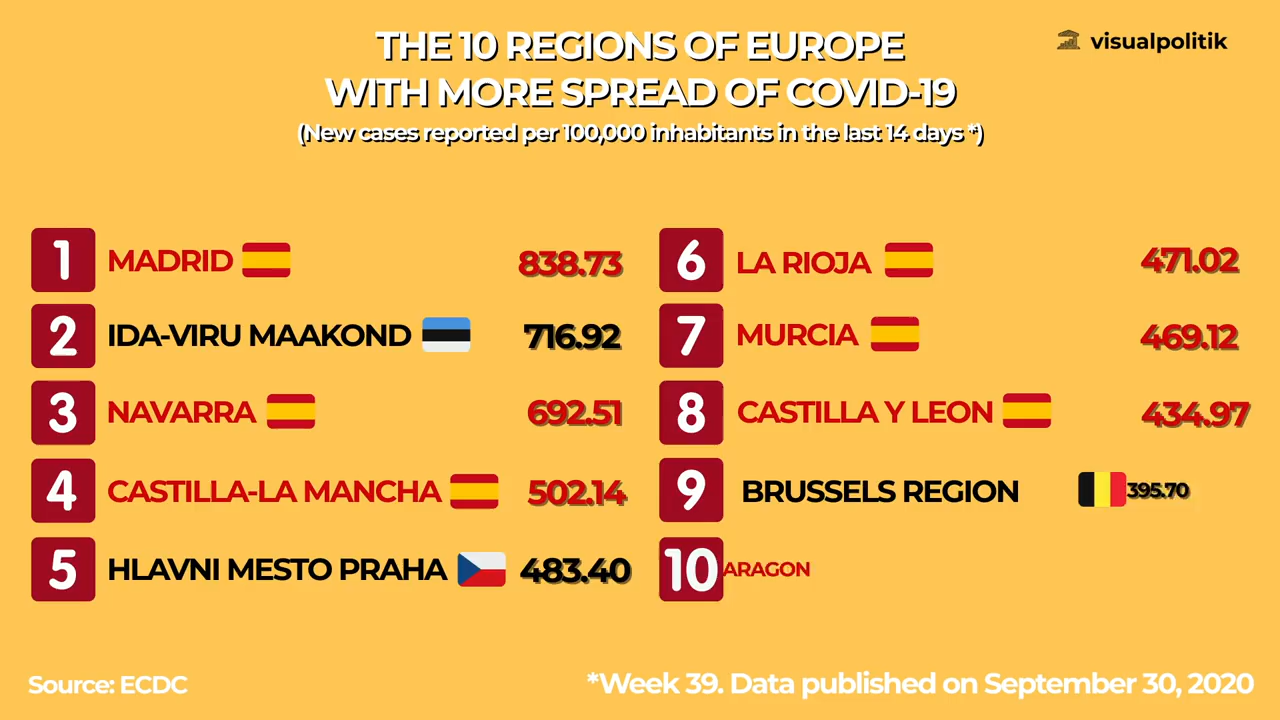 THE 10 REGIONS OF EUROPE
WITH MORE SPREAD OF COVID-19
(New cases reported per 100,000 inhabitants in the last 14 days *)
visualpolitik
1 MADRID 838.73
2 IDA-VIRU MAAKOND 716.92
3 NAVARRA 692.51
4 CASTILLA-LA MANCHA 502.14
5 HLAVNI MESTO PRAHA 483.40
6 LA RIOJA 471.02
7 MURCIA 469.12
8 CASTILLA Y LEON 434.97
9 BRUSSELS REGION 395.70
10 ARAGON
Source: ECDC
*Week 39. Data published on September 30, 2020